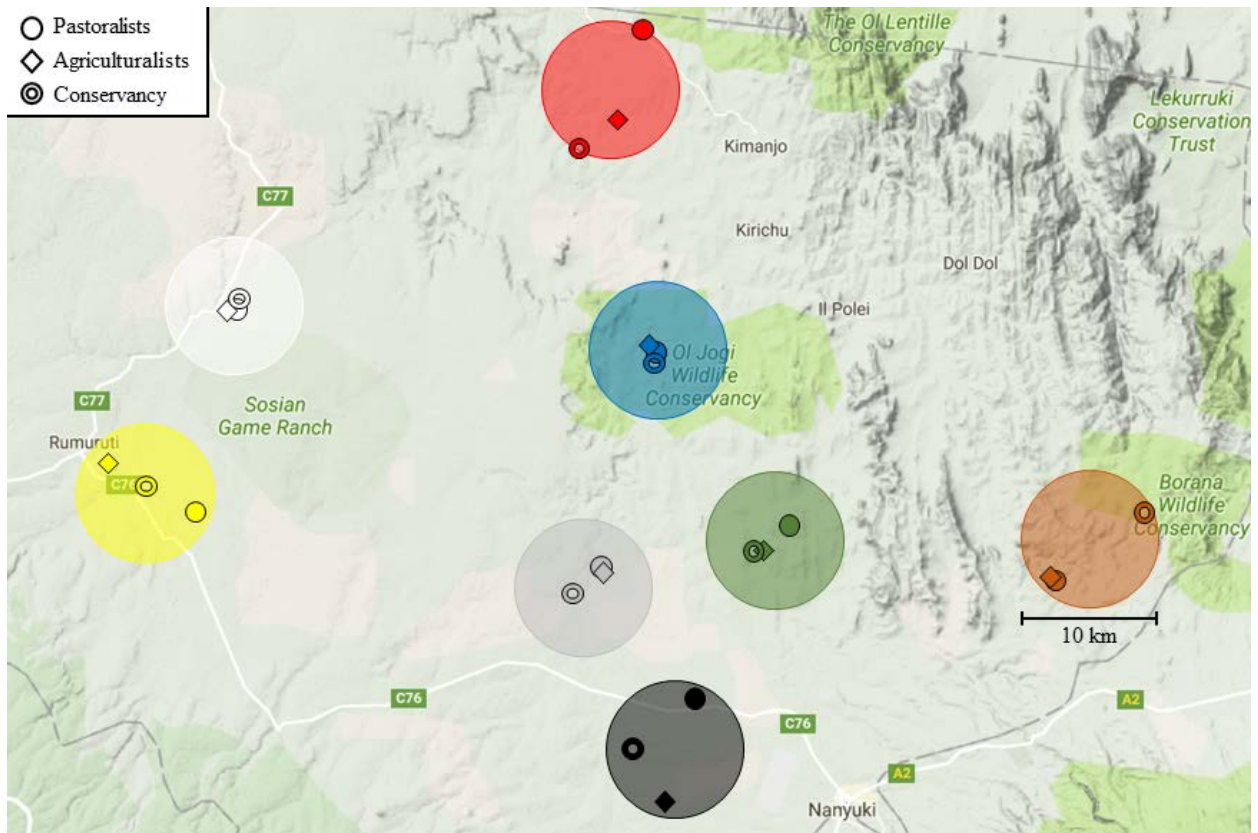 Pastoralists
Agriculturalists
Conservancy
The Ol Lentille
Conservancy
Lekurruki
Conservation
Trust
Kimanjo
C77
Kirichu
Dol Dol
Il Polei
Ol Jogi
Wildlife
Conservancy
C77
Sosian
Game Ranch
Rumuruti
C76
Borana
Wildlife
Conservancy
10 km
C76
C76
A2
A2
Nanyuki